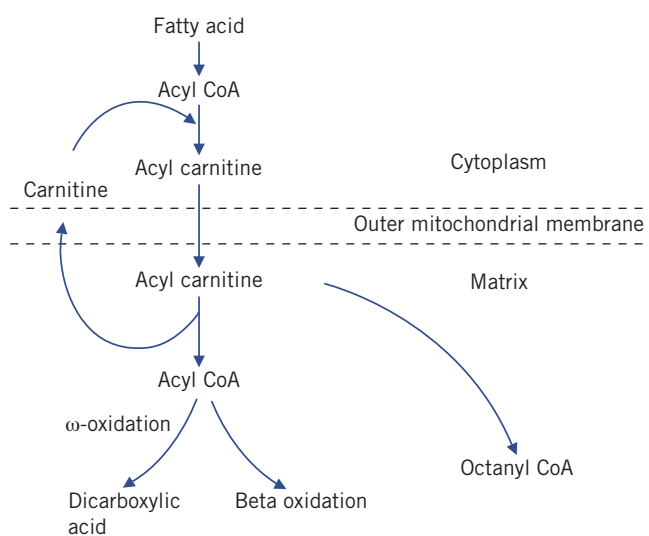 Fatty acid
Acyl CoA
Acyl carnitine
Cytoplasm
Carnitine
Outer mitochondrial membrane
Acyl carnitine
Matrix
Acyl CoA
ω-oxidation
Octanyl CoA
Dicarboxylic
acid
Beta oxidation